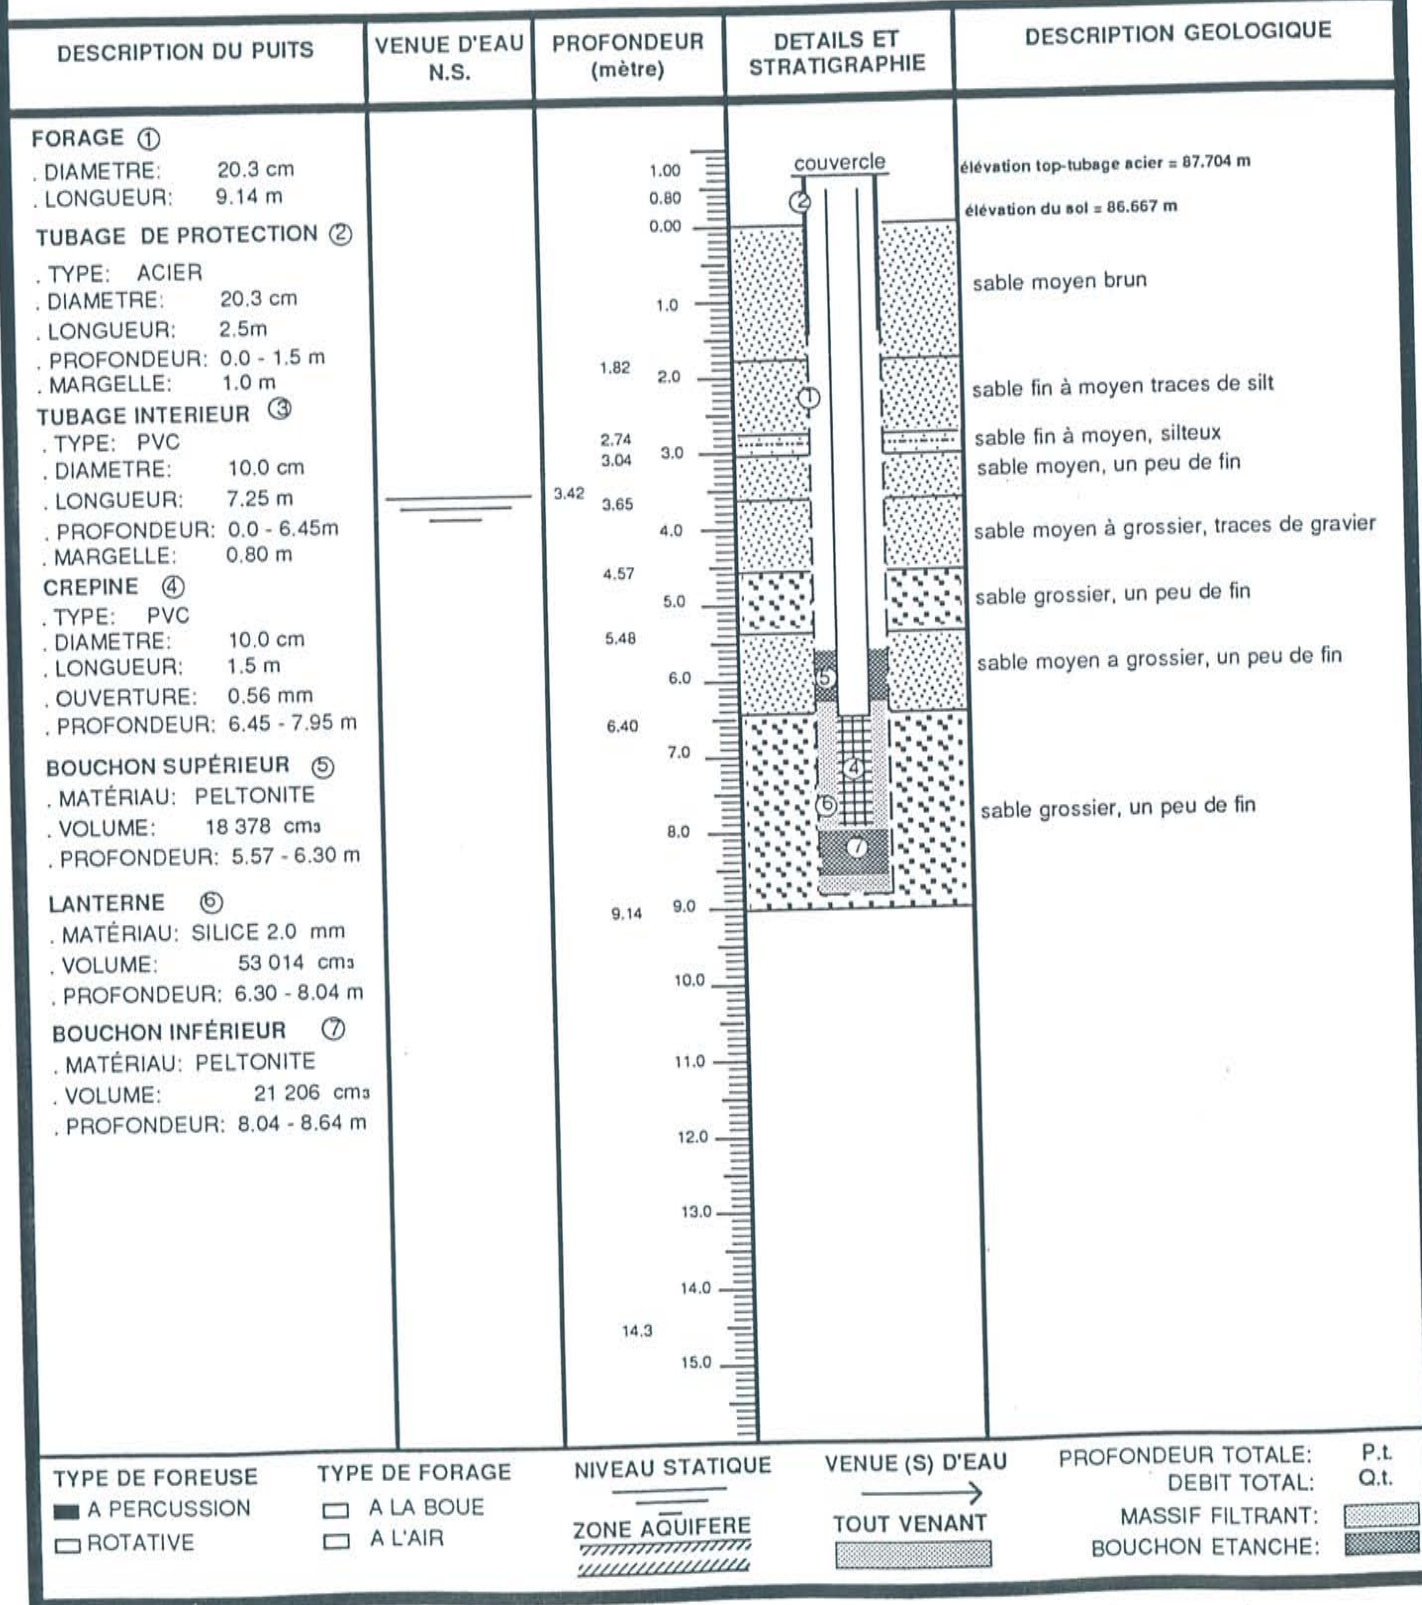 DESCRIPTION DU PUITS
VENUE D'EAU
N.S.
PROFONDEUR
(mètre)
DETAILS ET
STRATIGRAPHIE
DESCRIPTION GEOLOGIQUE
FORAGE ①
. DIAMETRE: 20.3 cm
. LONGUEUR: 9.14 m
TUBAGE DE PROTECTION ②
. TYPE: ACIER
. DIAMETRE: 20.3 cm
. LONGUEUR: 2.5m
. PROFONDEUR: 0.0 - 1.5 m
. MARGELLE: 1.0 m
TUBAGE INTERIEUR ③
. TYPE: PVC
. DIAMETRE: 10.0 cm
. LONGUEUR: 7.25 m
. PROFONDEUR: 0.0 - 6.45m
. MARGELLE: 0.80 m
CREPINE ④
. TYPE: PVC
. DIAMETRE: 10.0 cm
. LONGUEUR: 1.5 m
. OUVERTURE: 0.56 mm
. PROFONDEUR: 6.45 - 7.95 m
BOUCHON SUPÉRIEUR ⑤
. MATÉRIAU: PELTONITE
. VOLUME: 18 378 cm3
. PROFONDEUR: 5.57 - 6.30 m
LANTERNE ⑥
. MATÉRIAU: SILICE 2.0 mm
. VOLUME: 53 014 cm3
. PROFONDEUR: 6.30 - 8.04 m
BOUCHON INFÉRIEUR ⑦
. MATÉRIAU: PELTONITE
. VOLUME: 21 206 cm3
. PROFONDEUR: 8.04 - 8.64 m
1.00
0.80
0.00
1.0
1.82
2.0
2.74
3.04
3.0
3.42
3.65
4.0
4.57
5.0
5.48
6.0
6.40
7.0
8.0
9.14
9.0
10.0
11.0
12.0
13.0
14.0
14.3
15.0
couvercle
②
①
⑤
④
⑥
⑦
élévation top-tubage acier = 87.704 m
élévation du sol = 86.667 m
sable moyen brun
sable fin à moyen traces de silt
sable fin à moyen, silteux
sable moyen, un peu de fin
sable moyen à grossier, traces de gravier
sable grossier, un peu de fin
sable moyen a grossier, un peu de fin
sable grossier, un peu de fin
TYPE DE FOREUSE
A PERCUSSION
ROTATIVE
TYPE DE FORAGE
A LA BOUE
A L'AIR
NIVEAU STATIQUE
ZONE AQUIFERE
VENUE (S) D'EAU
TOUT VENANT
PROFONDEUR TOTALE: P.t.
DEBIT TOTAL: Q.t.
MASSIF FILTRANT:
BOUCHON ETANCHE: